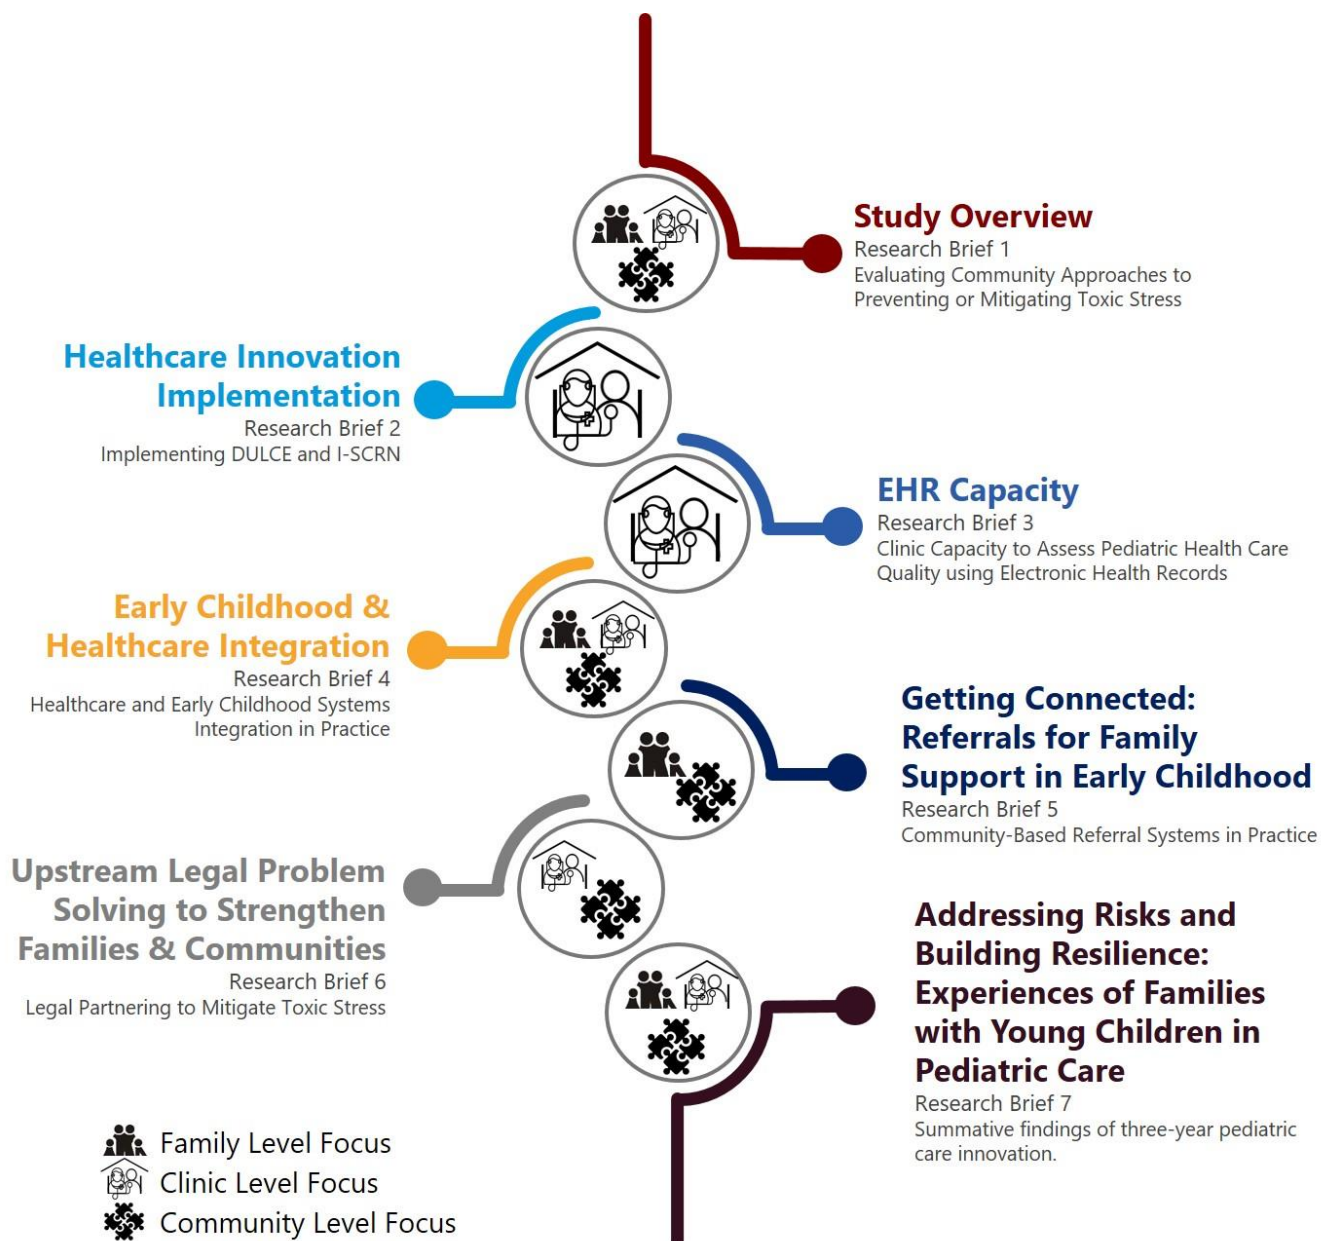 Study Overview
Research Brief 1
Evaluating Community Approaches to
Preventing or Mitigating Toxic Stress
Healthcare Innovation
Implementation
Research Brief 2
Implementing DULCE and I-SCRN
EHR Capacity
Research Brief 3
Clinic Capacity to Assess Pediatric Health Care
Quality using Electronic Health Records
Early Childhood &
Healthcare Integration
Research Brief 4
Healthcare and Early Childhood Systems
Integration in Practice
Getting Connected:
Referrals for Family
Support in Early Childhood
Research Brief 5
Community-Based Referral Systems in Practice
Upstream Legal Problem
Solving to Strengthen
Families & Communities
Research Brief 6
Legal Partnering to Mitigate Toxic Stress
Addressing Risks and
Building Resilience:
Experiences of Families
with Young Children in
Pediatric Care
Research Brief 7
Summative findings of three-year pediatric
care innovation.
Family Level Focus
Clinic Level Focus
Community Level Focus